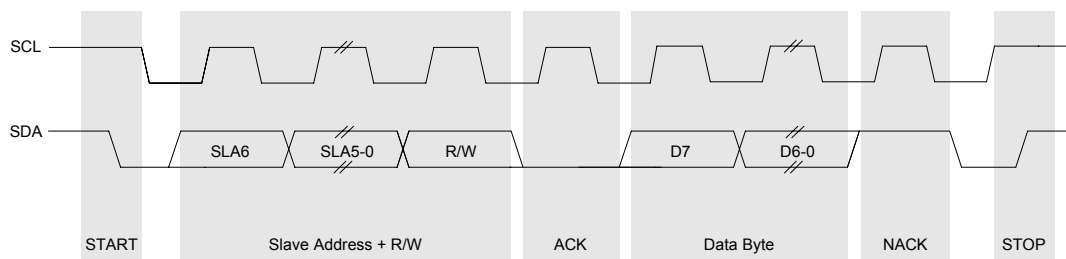 SCL
SDA
SLA6 SLA5-0 R/W D7 D6-0
START Slave Address + R/W ACK Data Byte NACK STOP